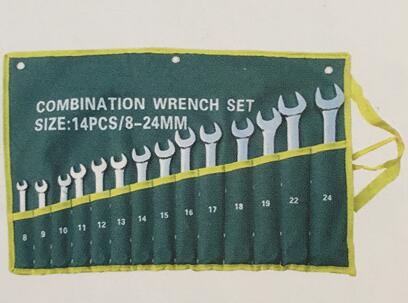 COMBINATION WRENCH SET
SIZE:14PCS/8-24MM
8 9 10 11 12 13 14 15 16 17 18 19 22 24